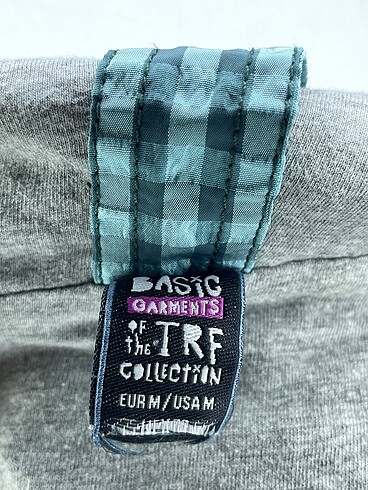 BASIC
GARMENTS
OF
the TRF
COLLECTION
EUR M / USA M